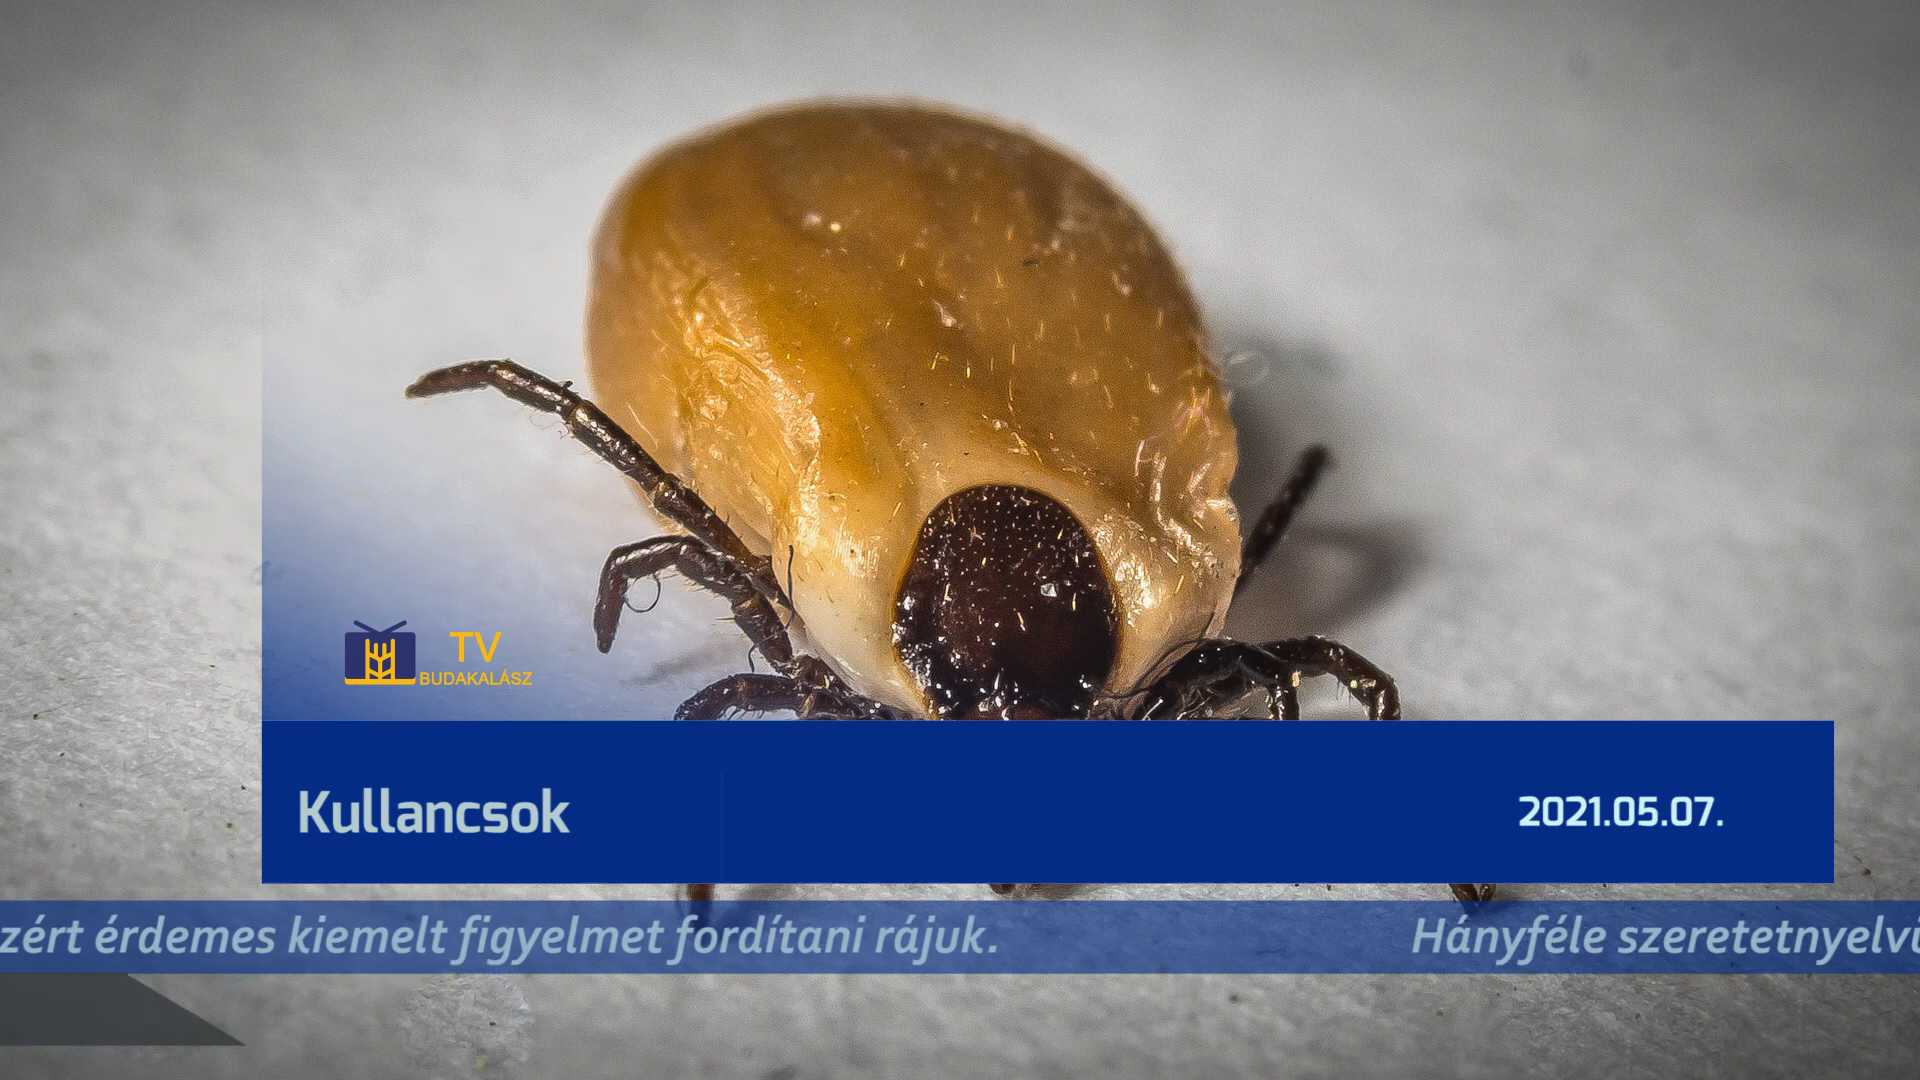 TV
BUDAKALÁSZ
Kullancsok
2021.05.07.
zért érdemes kiemelt figyelmet fordítani rájuk.
Hányféle szeretetnyelv